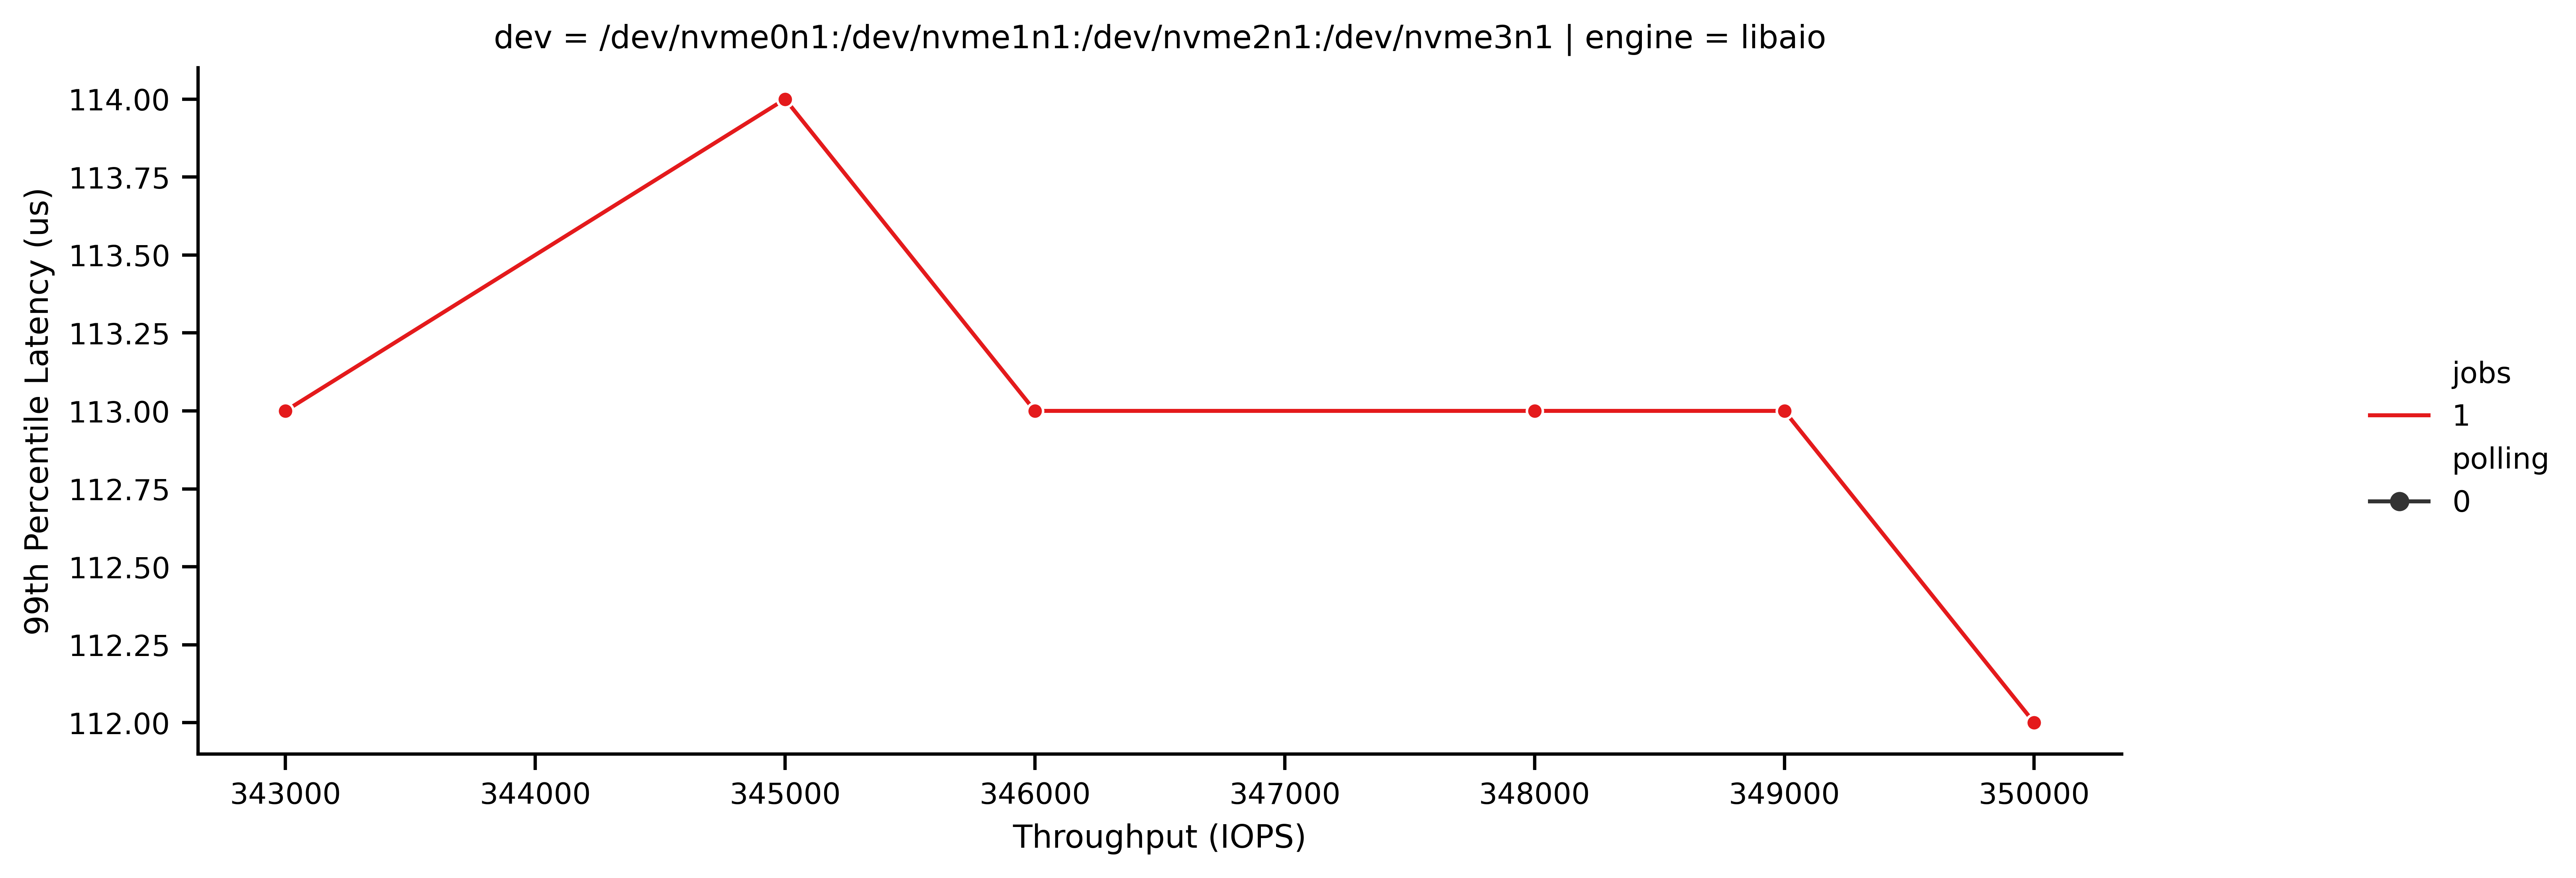 dev = /dev/nvme0n1:/dev/nvme1n1:/dev/nvme2n1:/dev/nvme3n1 | engine = libaio
99th Percentile Latency (us)
114.00
113.75
113.50
113.25
113.00
112.75
112.50
112.25
112.00
343000 344000 345000 346000 347000 348000 349000 350000
Throughput (IOPS)
jobs
1
polling
0